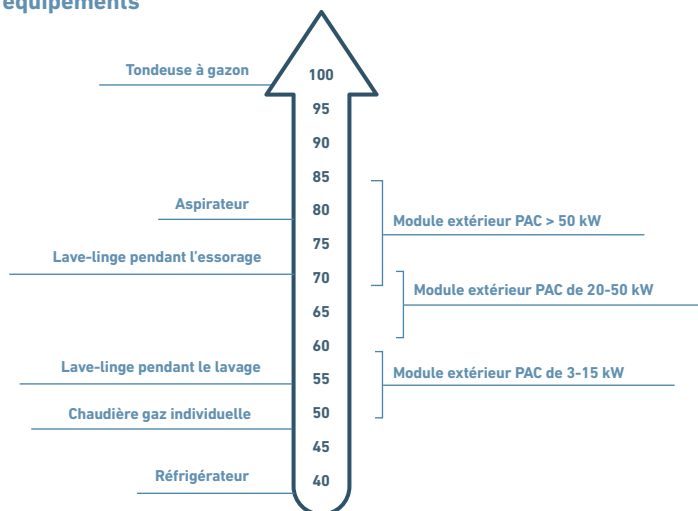 équipements
Tondeuse à gazon
100
95
90
85
Aspirateur
80
Module extérieur PAC > 50 kW
75
Lave-linge pendant l'essorage
70
Module extérieur PAC de 20-50 kW
65
60
Lave-linge pendant le lavage
55
Module extérieur PAC de 3-15 kW
Chaudière gaz individuelle
50
45
Réfrigérateur
40